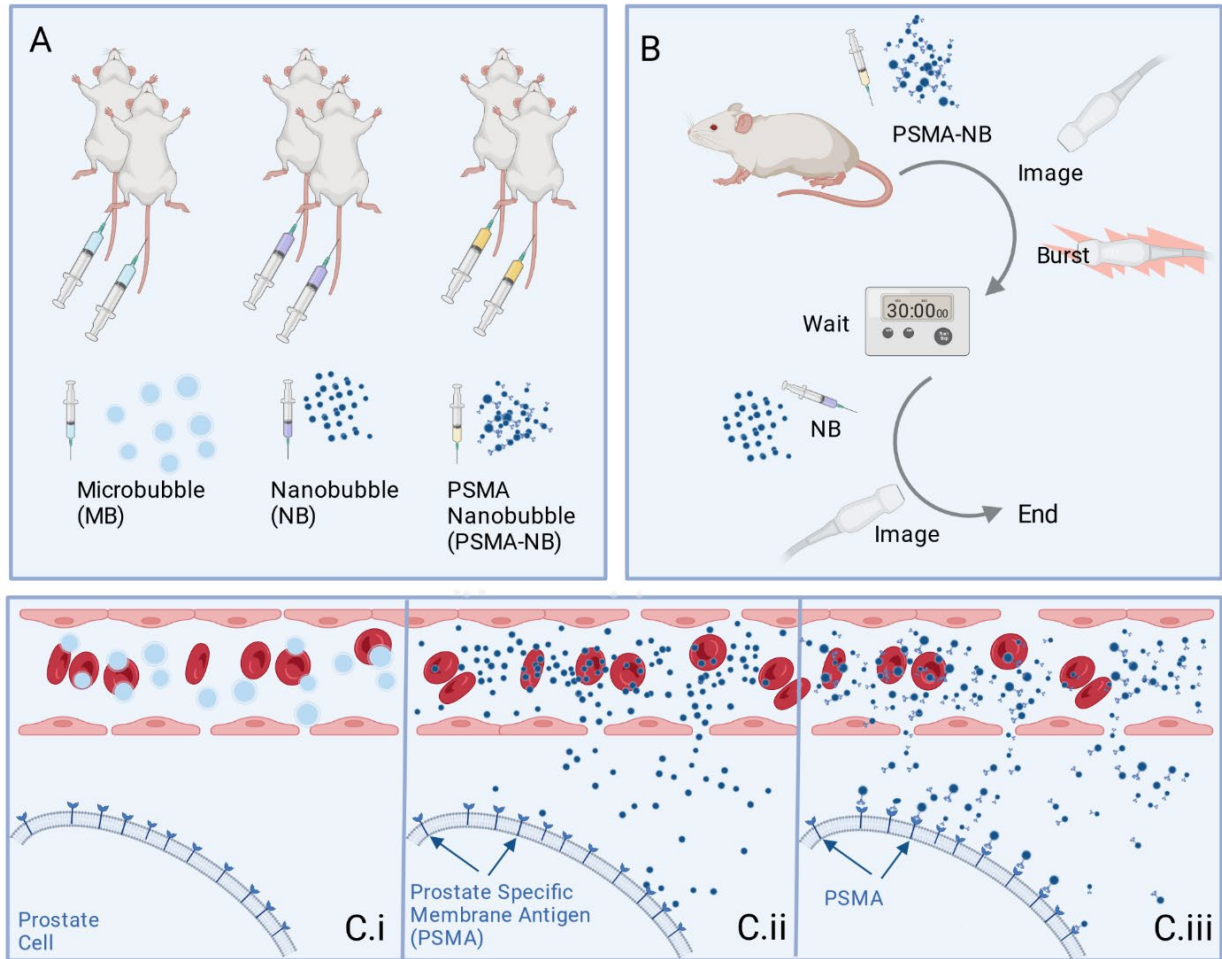 A
Microbubble
(MB)
Nanobubble
(NB)
PSMA
Nanobubble
(PSMA-NB)
B
PSMA-NB
Image
Burst
Wait
30:00 00
NB
Image
End
Prostate
Cell
C.i
Prostate Specific
Membrane Antigen
(PSMA)
C.ii
PSMA
C.iii